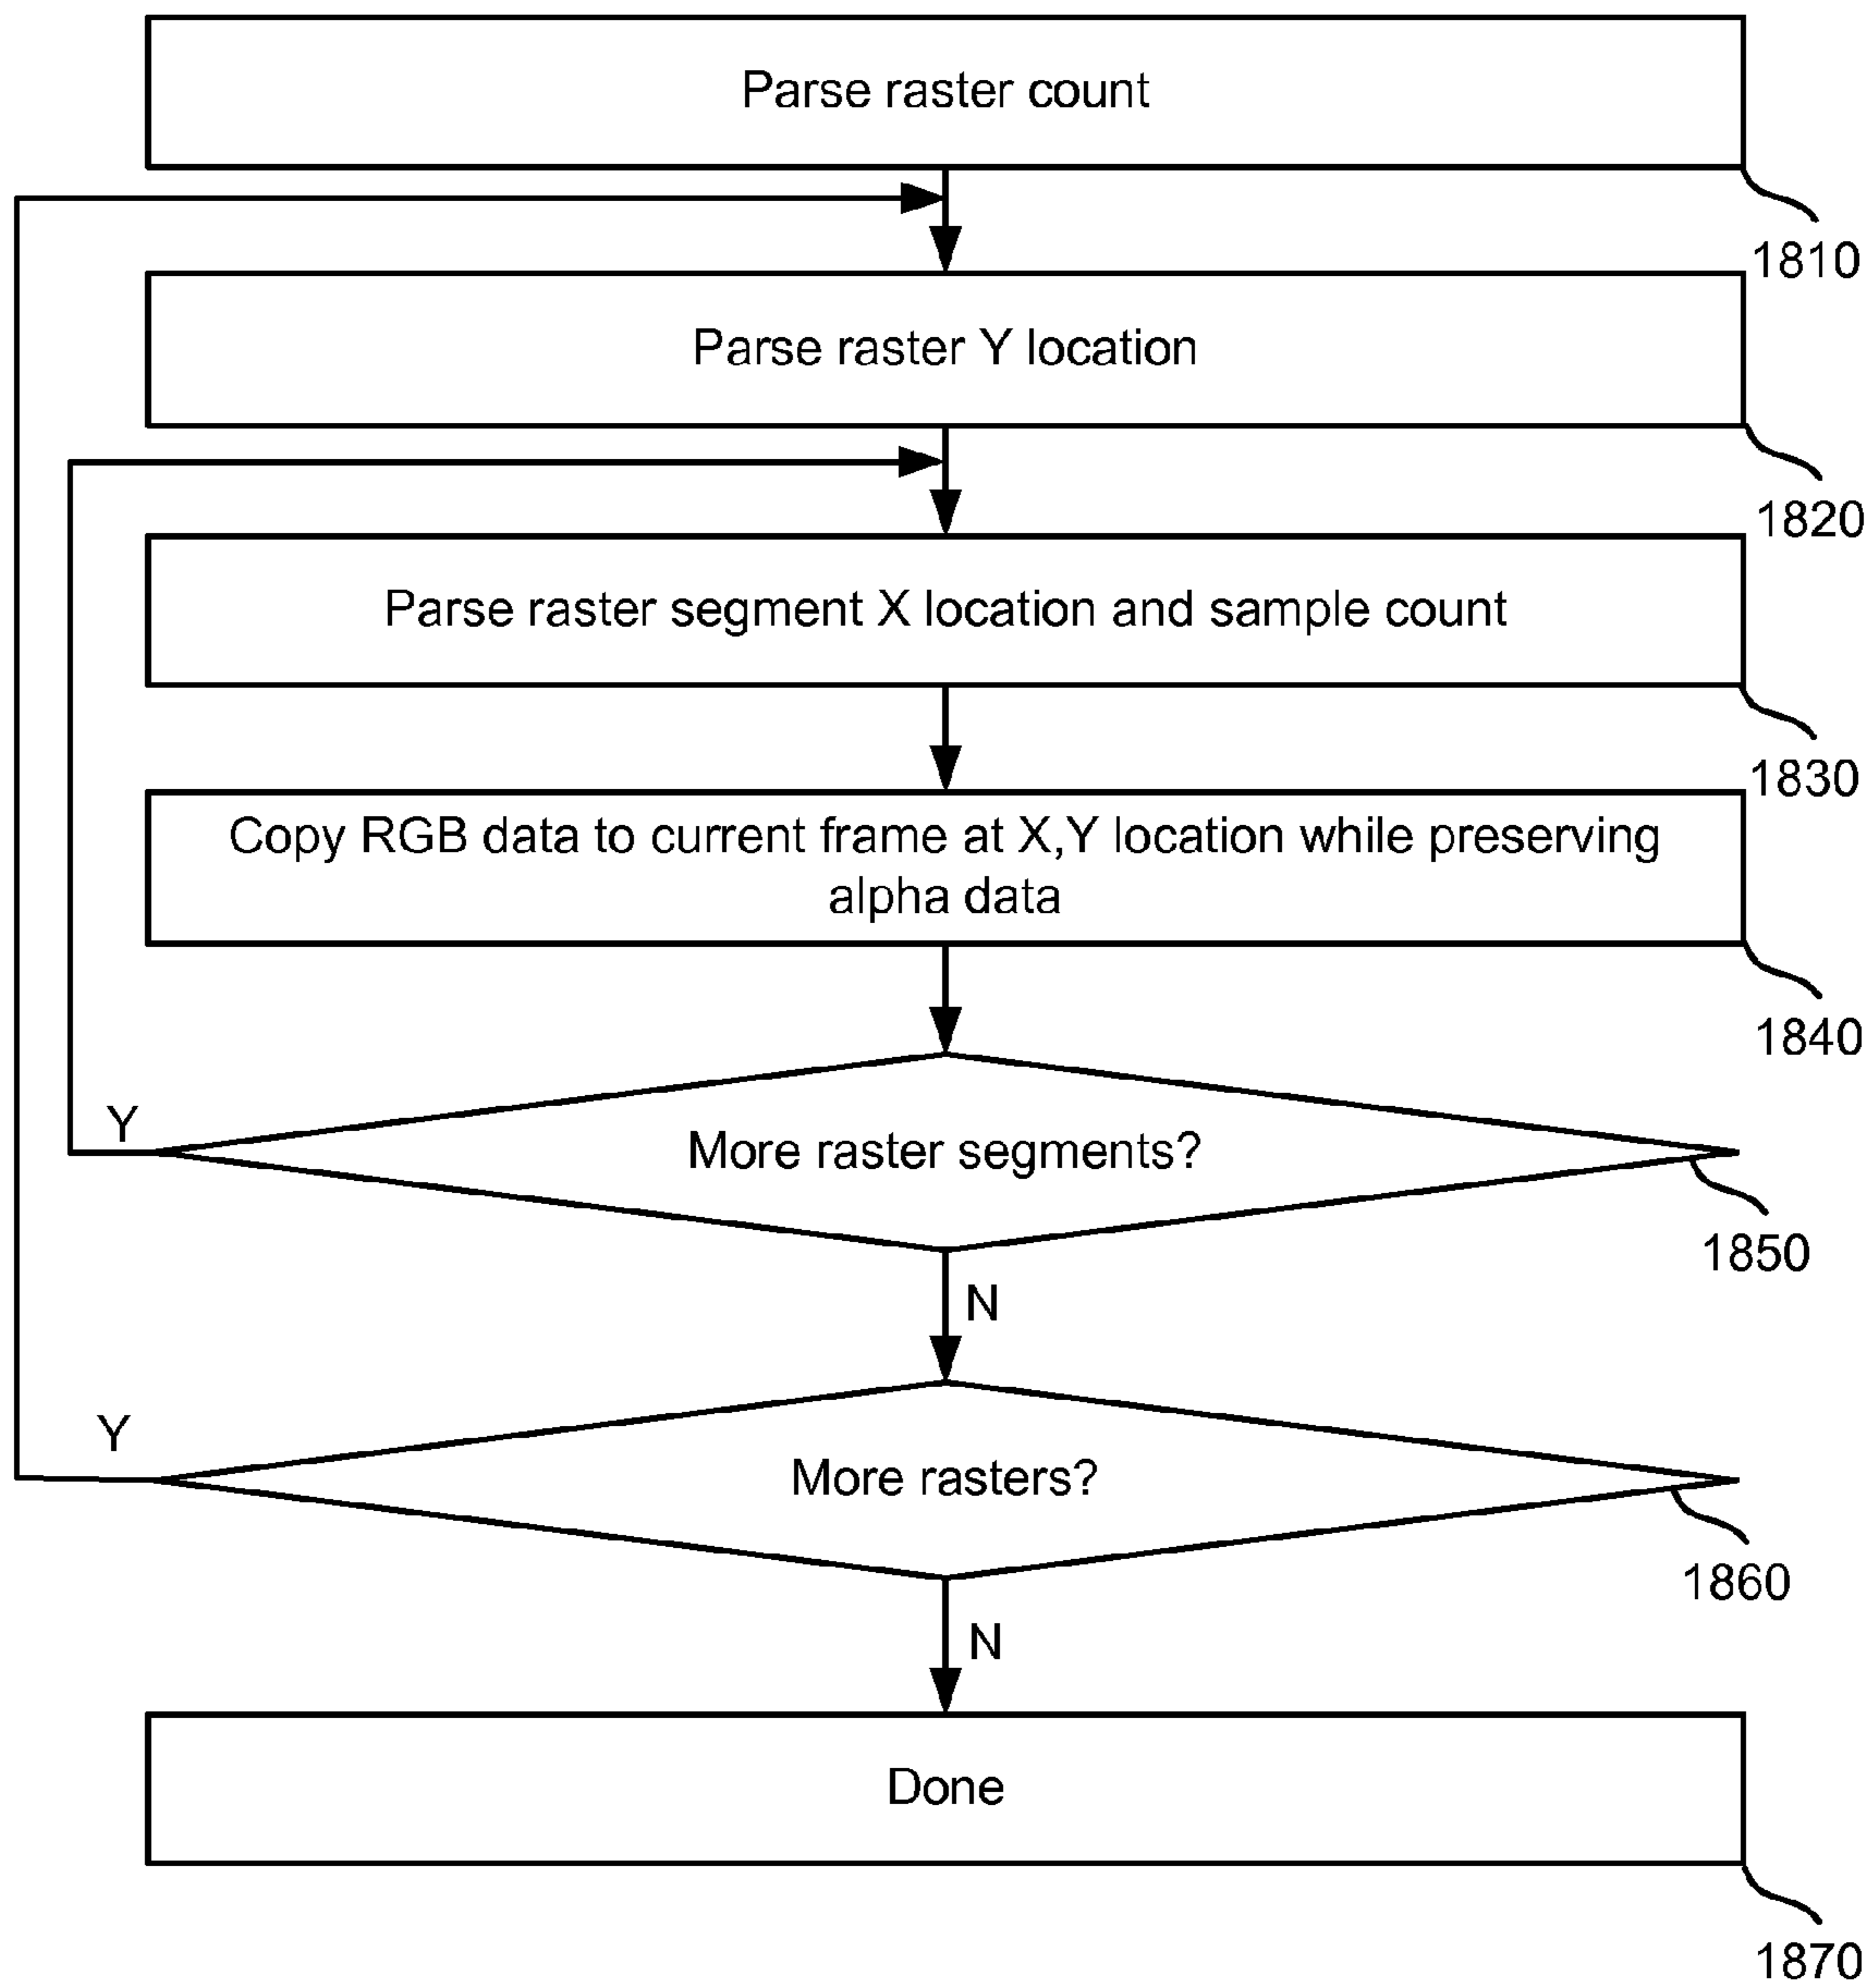 Parse raster count
1810
Parse raster Y location
1820
Parse raster segment X location and sample count
1830
Copy RGB data to current frame at X,Y location while preserving
alpha data
1840
Y
More raster segments?
1850
N
Y
More rasters?
1860
N
Done
1870